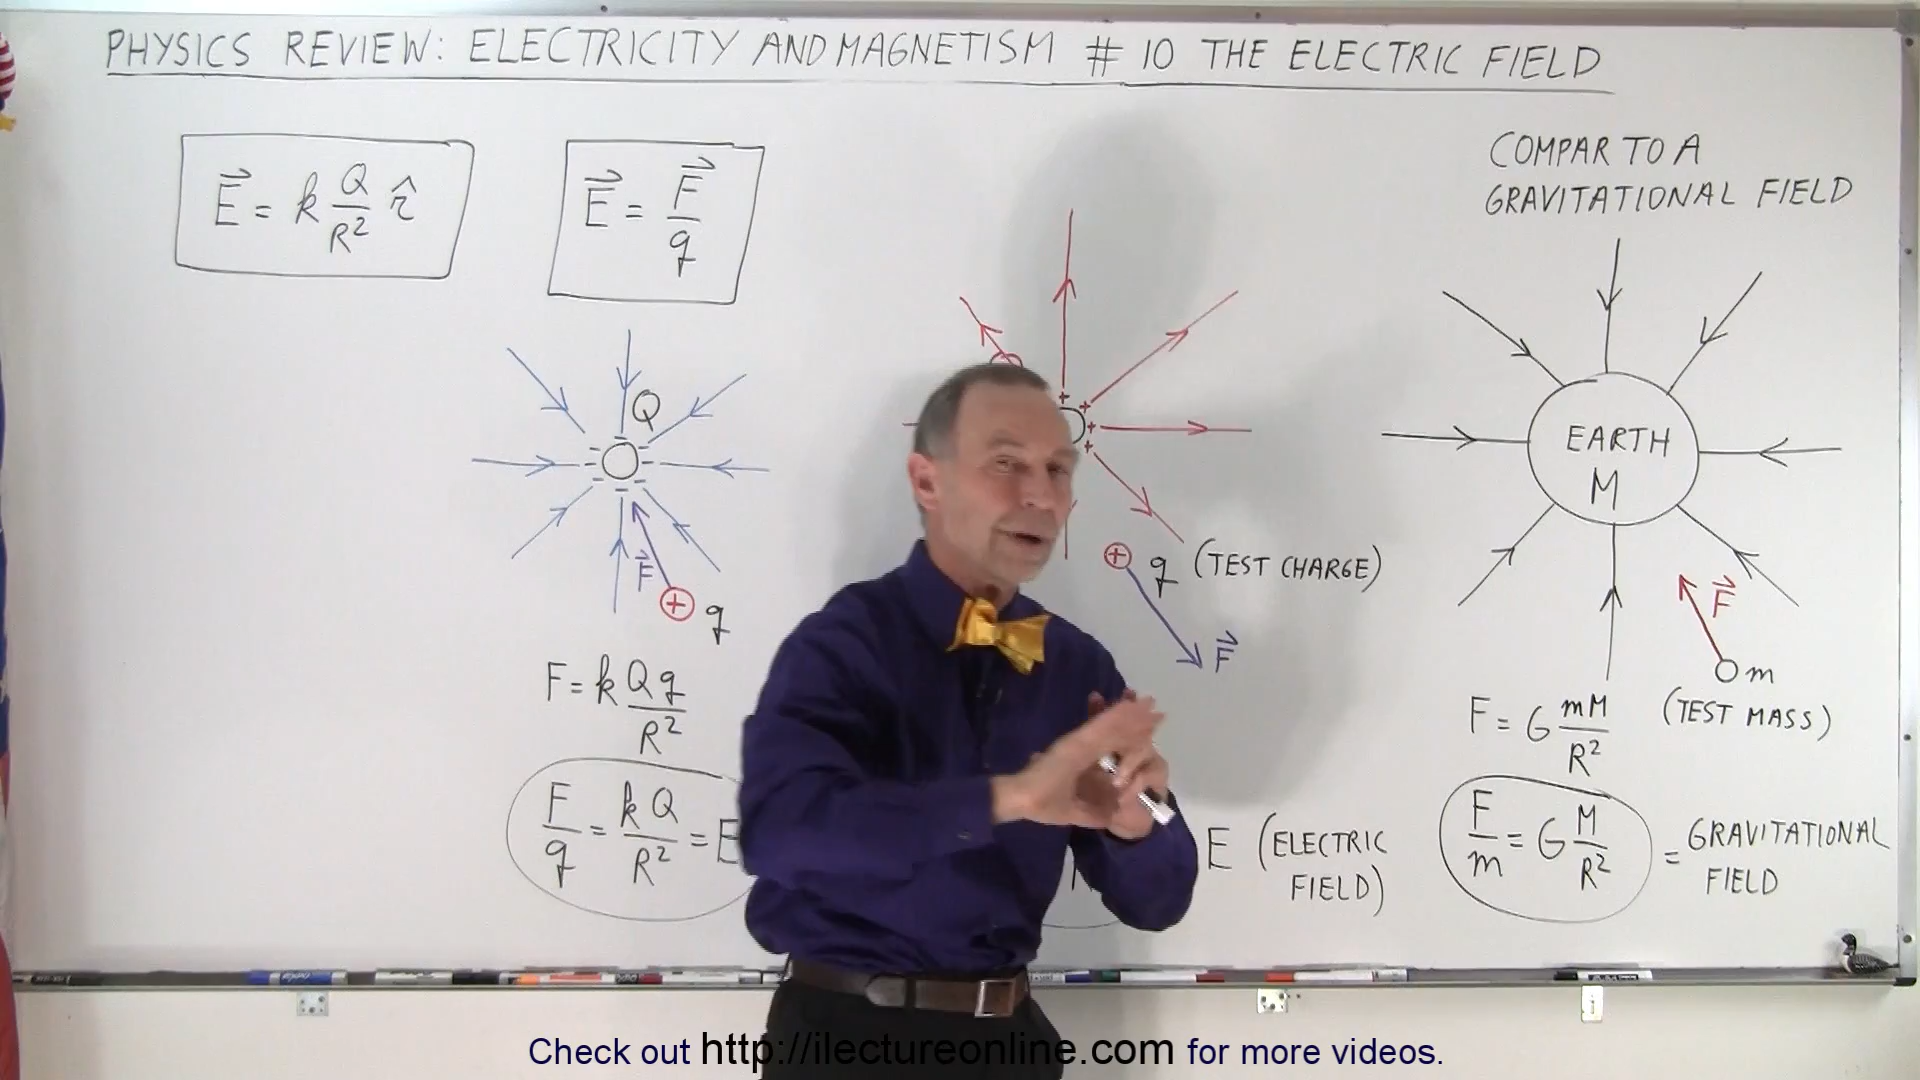 PHYSICS REVIEW: ELECTRICITY AND MAGNETISM # 10 THE ELECTRIC FIELD
E⃗ = k Q/R² r̂
E⃗ = F⃗/q
Q
F⃗
+ q
F = k Qq/R²
F/q = kQ/R² = E
+ q (TEST CHARGE)
F⃗
E (ELECTRIC
FIELD)
COMPAR TO A
GRAVITATIONAL FIELD
EARTH
M
F⃗
m
(TEST MASS)
F = G mM/R²
F/m = G M/R² = GRAVITATIONAL
FIELD
Check out http://ilectureonline.com for more videos.